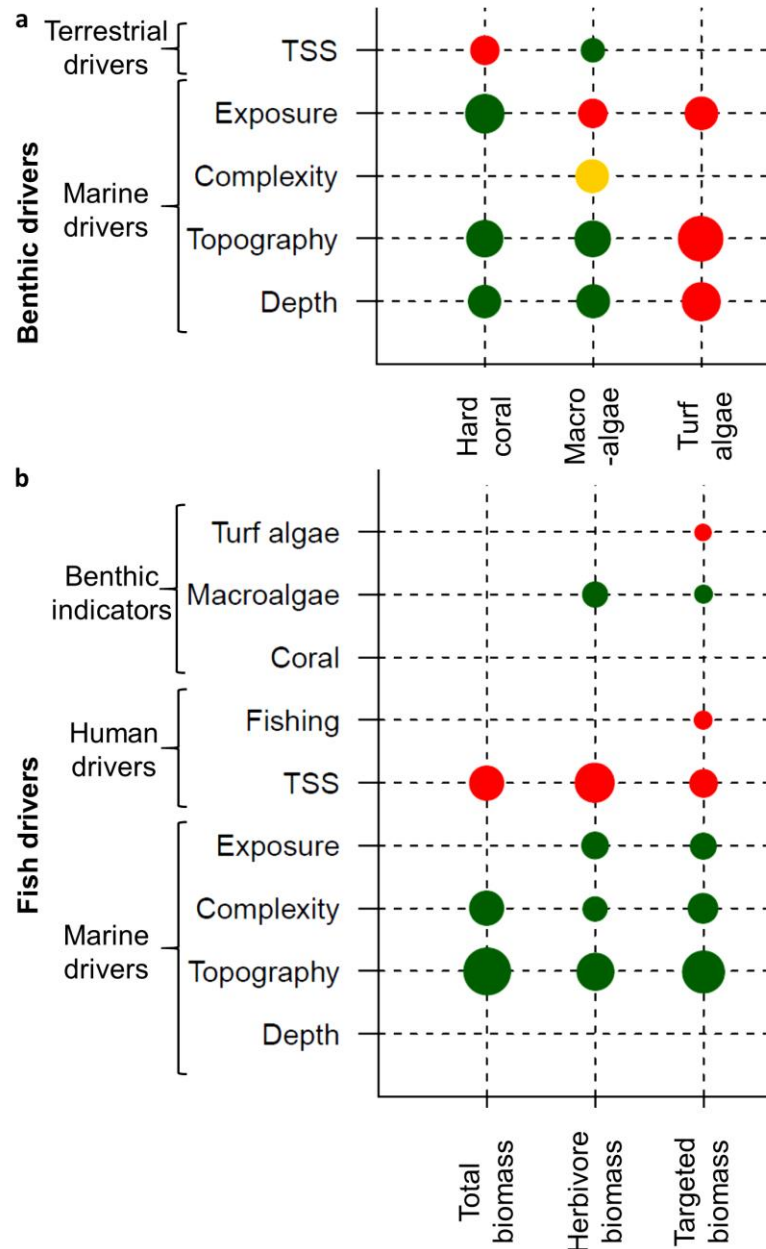 a
Benthic drivers
Terrestrial
drivers
TSS
Marine
drivers
Exposure
Complexity
Topography
Depth
Hard
coral
Macro
-algae
Turf
algae
b
Fish drivers
Benthic
indicators
Turf algae
Macroalgae
Coral
Human
drivers
Fishing
TSS
Marine
drivers
Exposure
Complexity
Topography
Depth
Total
biomass
Herbivore
biomass
Targeted
biomass